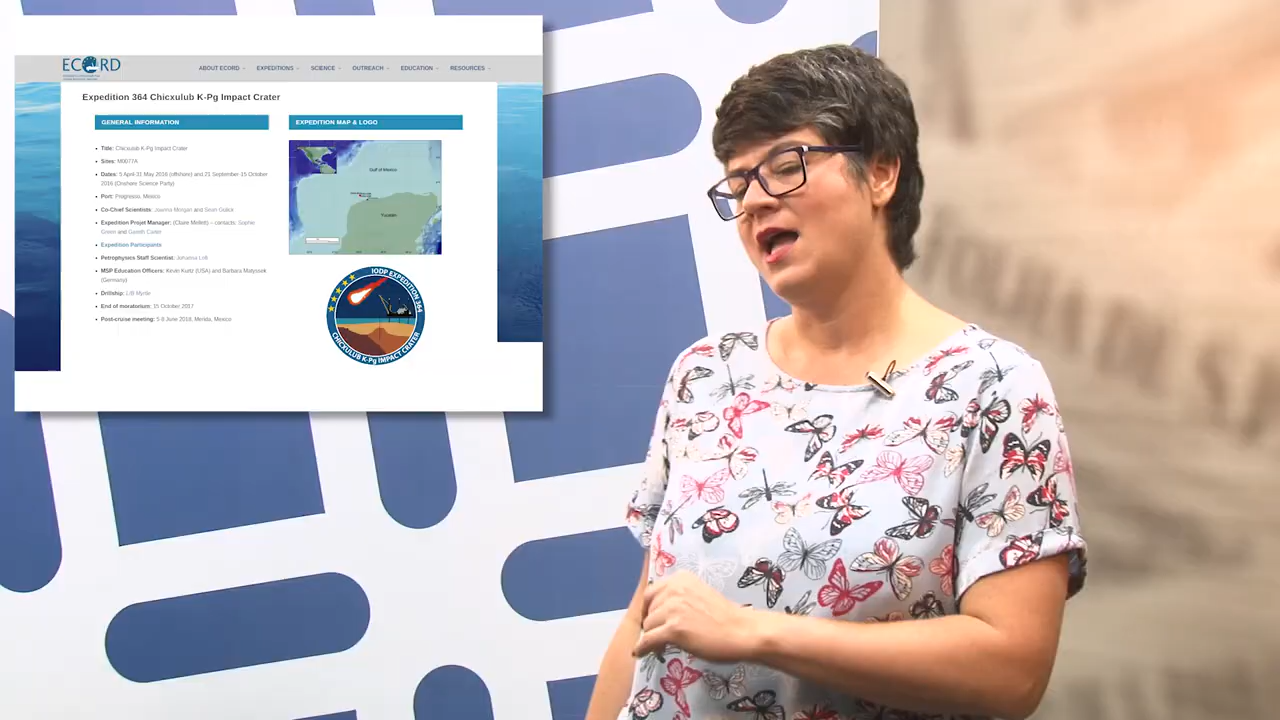 ECORD
ABOUT ECORD
EXPEDITIONS
SCIENCE
OUTREACH
EDUCATION
RESOURCES
Expedition 364 Chicxulub K-Pg Impact Crater
GENERAL INFORMATION
Title: Chicxulub K-Pg Impact Crater
Sites: M0077A
Dates: 5 April-31 May 2016 (offshore) and 21 September-15 October
2016 (Onshore Science Party)
Port: Progresso, Mexico
Co-Chief Scientists: Joanna Morgan and Sean Gulick
Expedition Projet Manager: (Claire Mellett) – contacts: Sophie
Green and Gareth Carter
Expedition Participants
Petrophysics Staff Scientist: Johanna Lofi
MSP Education Officers: Kevin Kurtz (USA) and Barbara Matyssek
(Germany)
Drillship: L/B Myrtle
End of moratorium: 15 October 2017
Post-cruise meeting: 5-8 June 2018, Merida, Mexico
EXPEDITION MAP & LOGO
Gulf of Mexico
Yucatan
IODP EXPEDITION 364
CHICXULUB K-Pg IMPACT CRATER